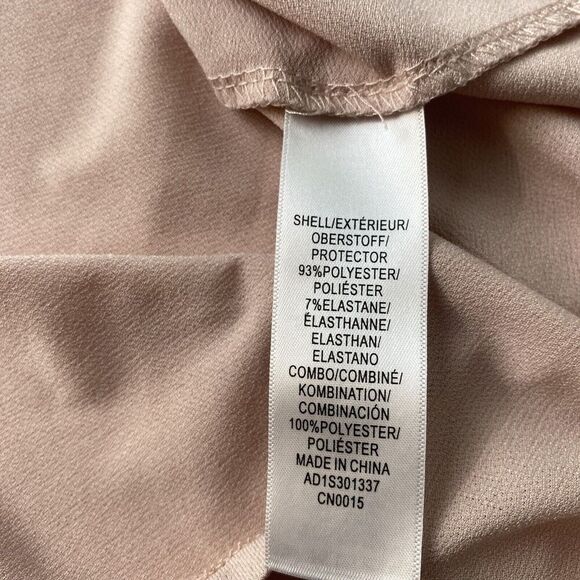 SHELL/EXTÉRIEUR/
OBERSTOFF/
PROTECTOR
93%POLYESTER/
POLIÉSTER
7%ELASTANE/
ÉLASTHANNE/
ELASTHAN/
ELASTANO
COMBO/COMBINÉ/
KOMBINATION/
COMBINACIÓN
100%POLYESTER/
POLIÉSTER
MADE IN CHINA
AD1S301337
CN0015